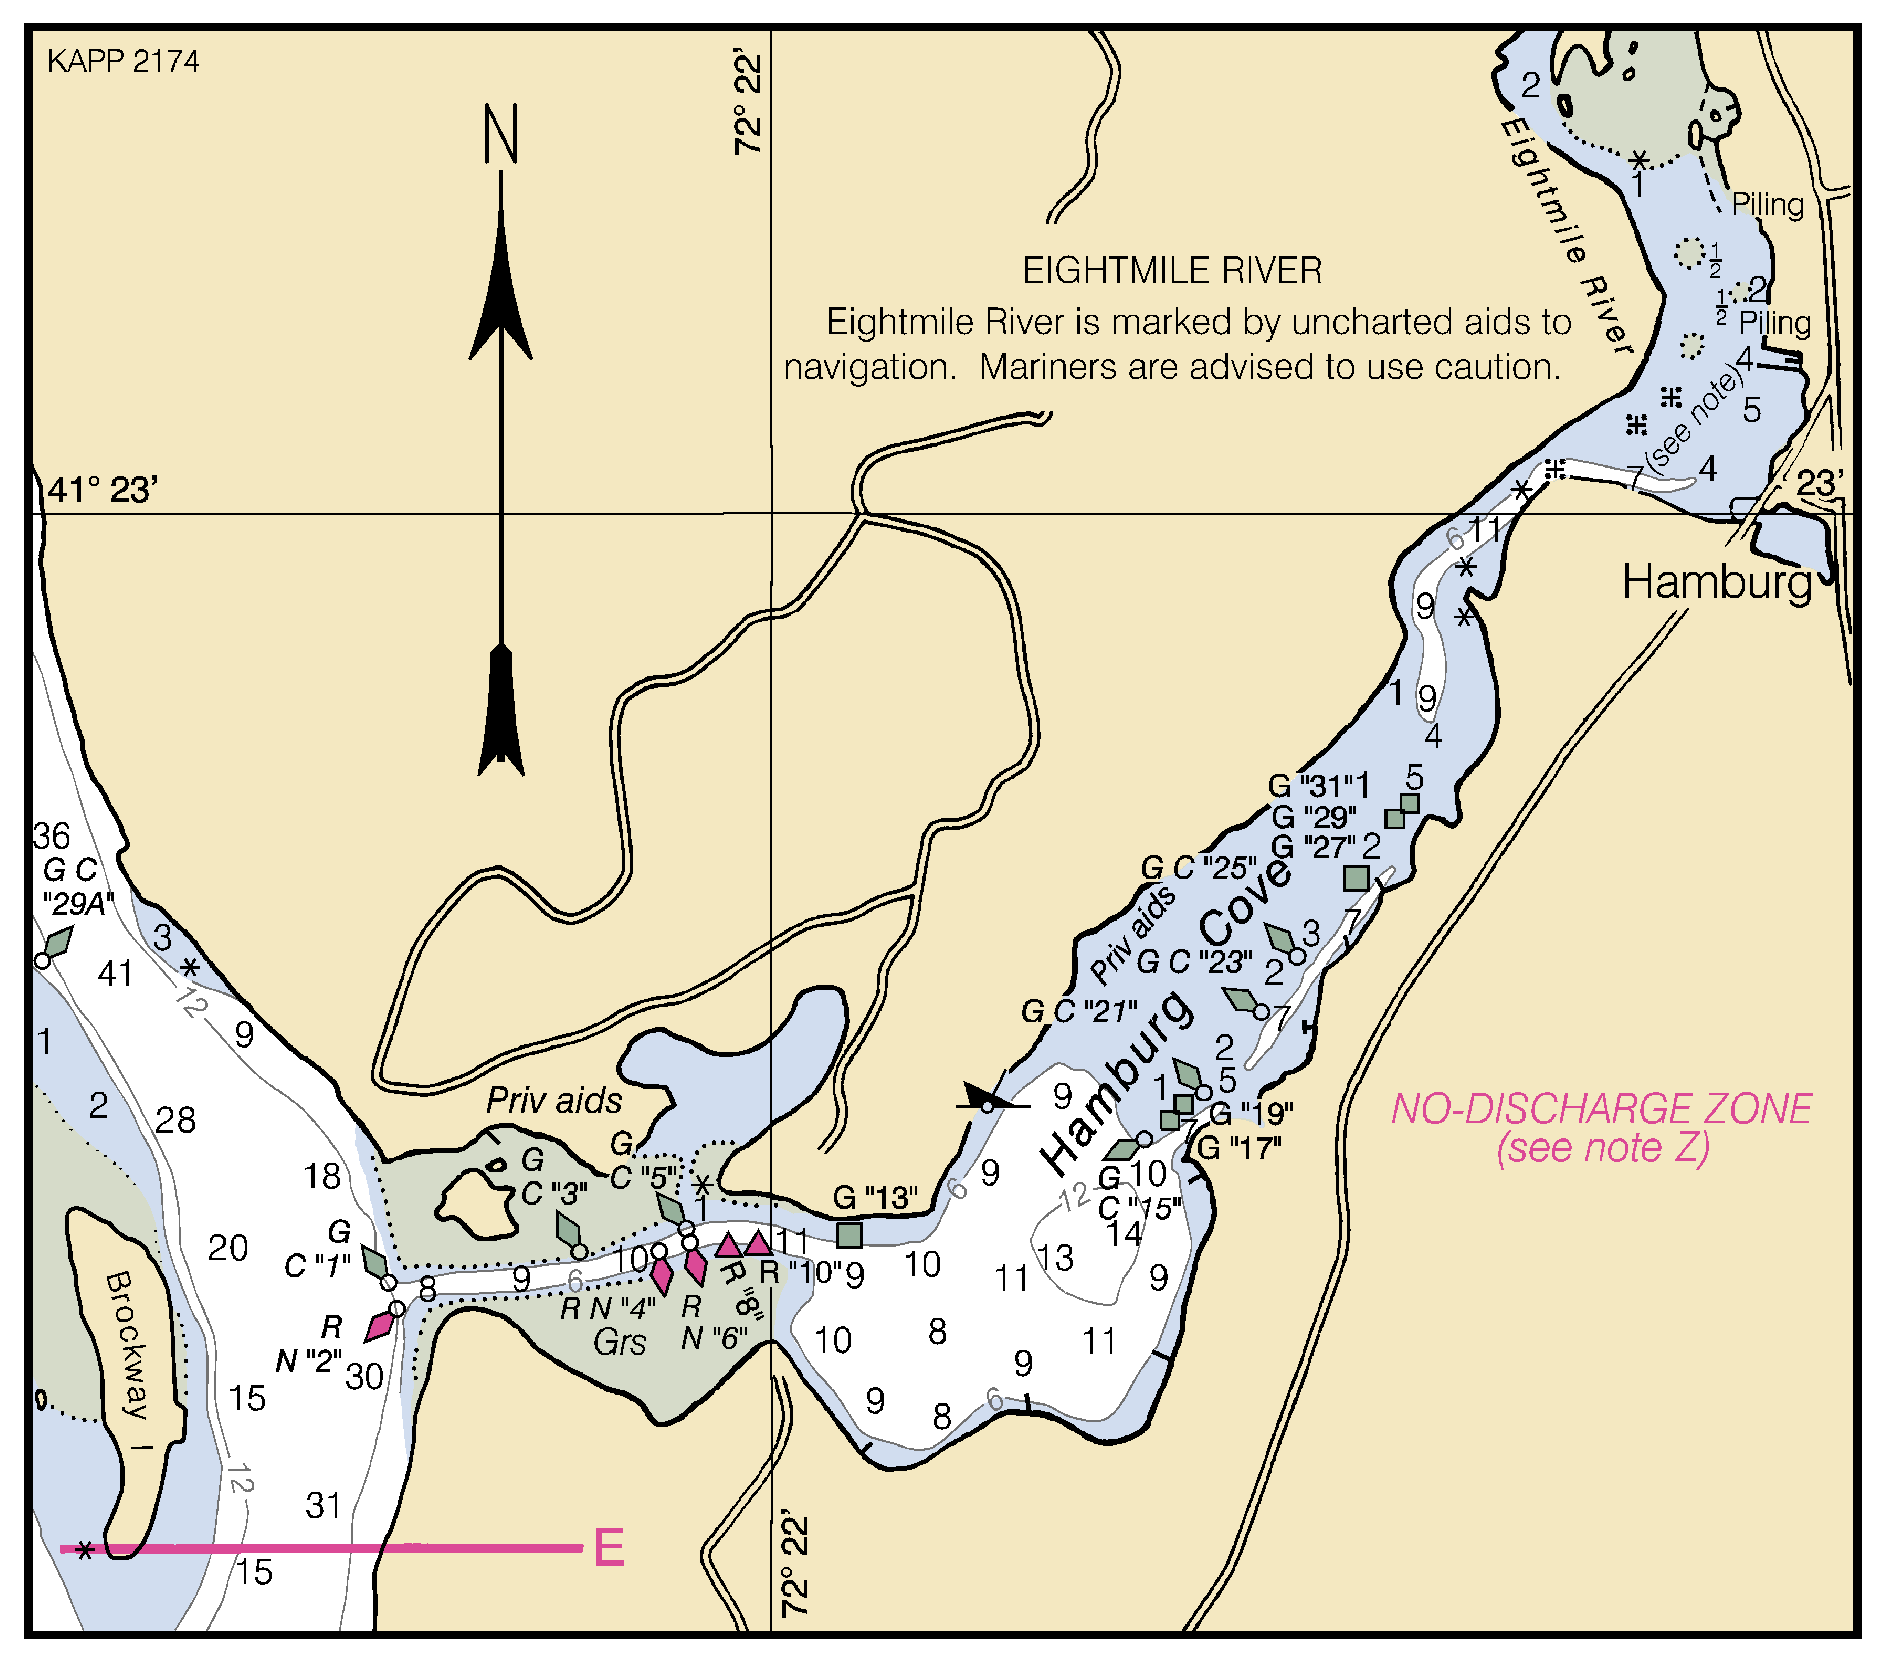 KAPP 2174
N
72° 22'
2
Eightmile River
1
Piling
1/2
2
1/2
Piling
4
5
EIGHTMILE RIVER
Eightmile River is marked by uncharted aids to
navigation. Mariners are advised to use caution.
(see note)
7
4
41° 23'
23'
6
11
Hamburg
9
1
9
4
5
G "31"
1
G "29"
G "27"
2
36
G C
"29A"
G C "25"
Priv aids
Hamburg Cove
7
3
3
41
G C "23"
2
12
G C "21"
7
9
1
2
5
2
9
1
28
Priv aids
G "19"
7
G "17"
NO-DISCHARGE ZONE
(see note Z)
G
C "5"
G
C "3"
18
1
9
10
6
12
G
C "15"
G "13"
14
G
C "1"
20
11
10
13
8
9
6
10
R "10"
9
11
9
R N "4"
R
N "6"
R "8"
Grs
R
N "2"
30
10
8
11
9
Brockway I
15
9
8
6
12
31
E
15
72° 22'